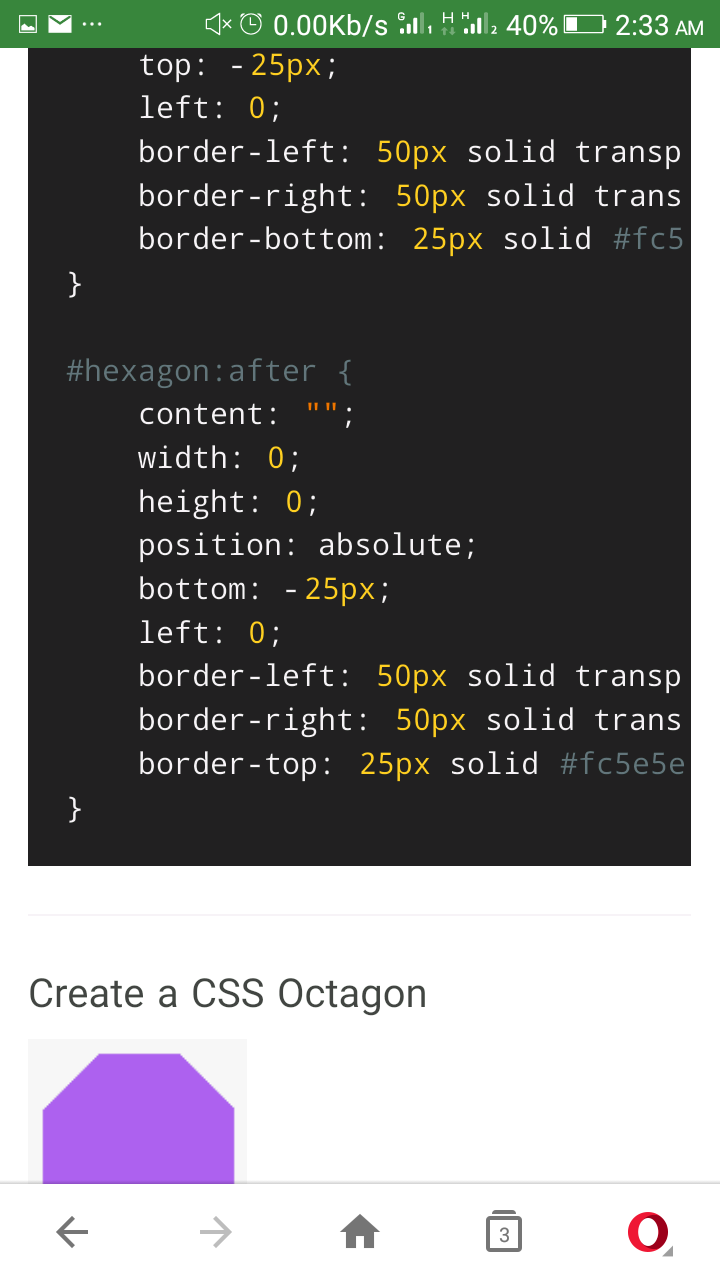 0.00Kb/s G 1 H H 2 40% 2:33 AM
top: -25px;
left: 0;
border-left: 50px solid transp
border-right: 50px solid trans
border-bottom: 25px solid #fc5
}
#hexagon:after {
content: "";
width: 0;
height: 0;
position: absolute;
bottom: -25px;
left: 0;
border-left: 50px solid transp
border-right: 50px solid trans
border-top: 25px solid #fc5e5e
}
Create a CSS Octagon
3